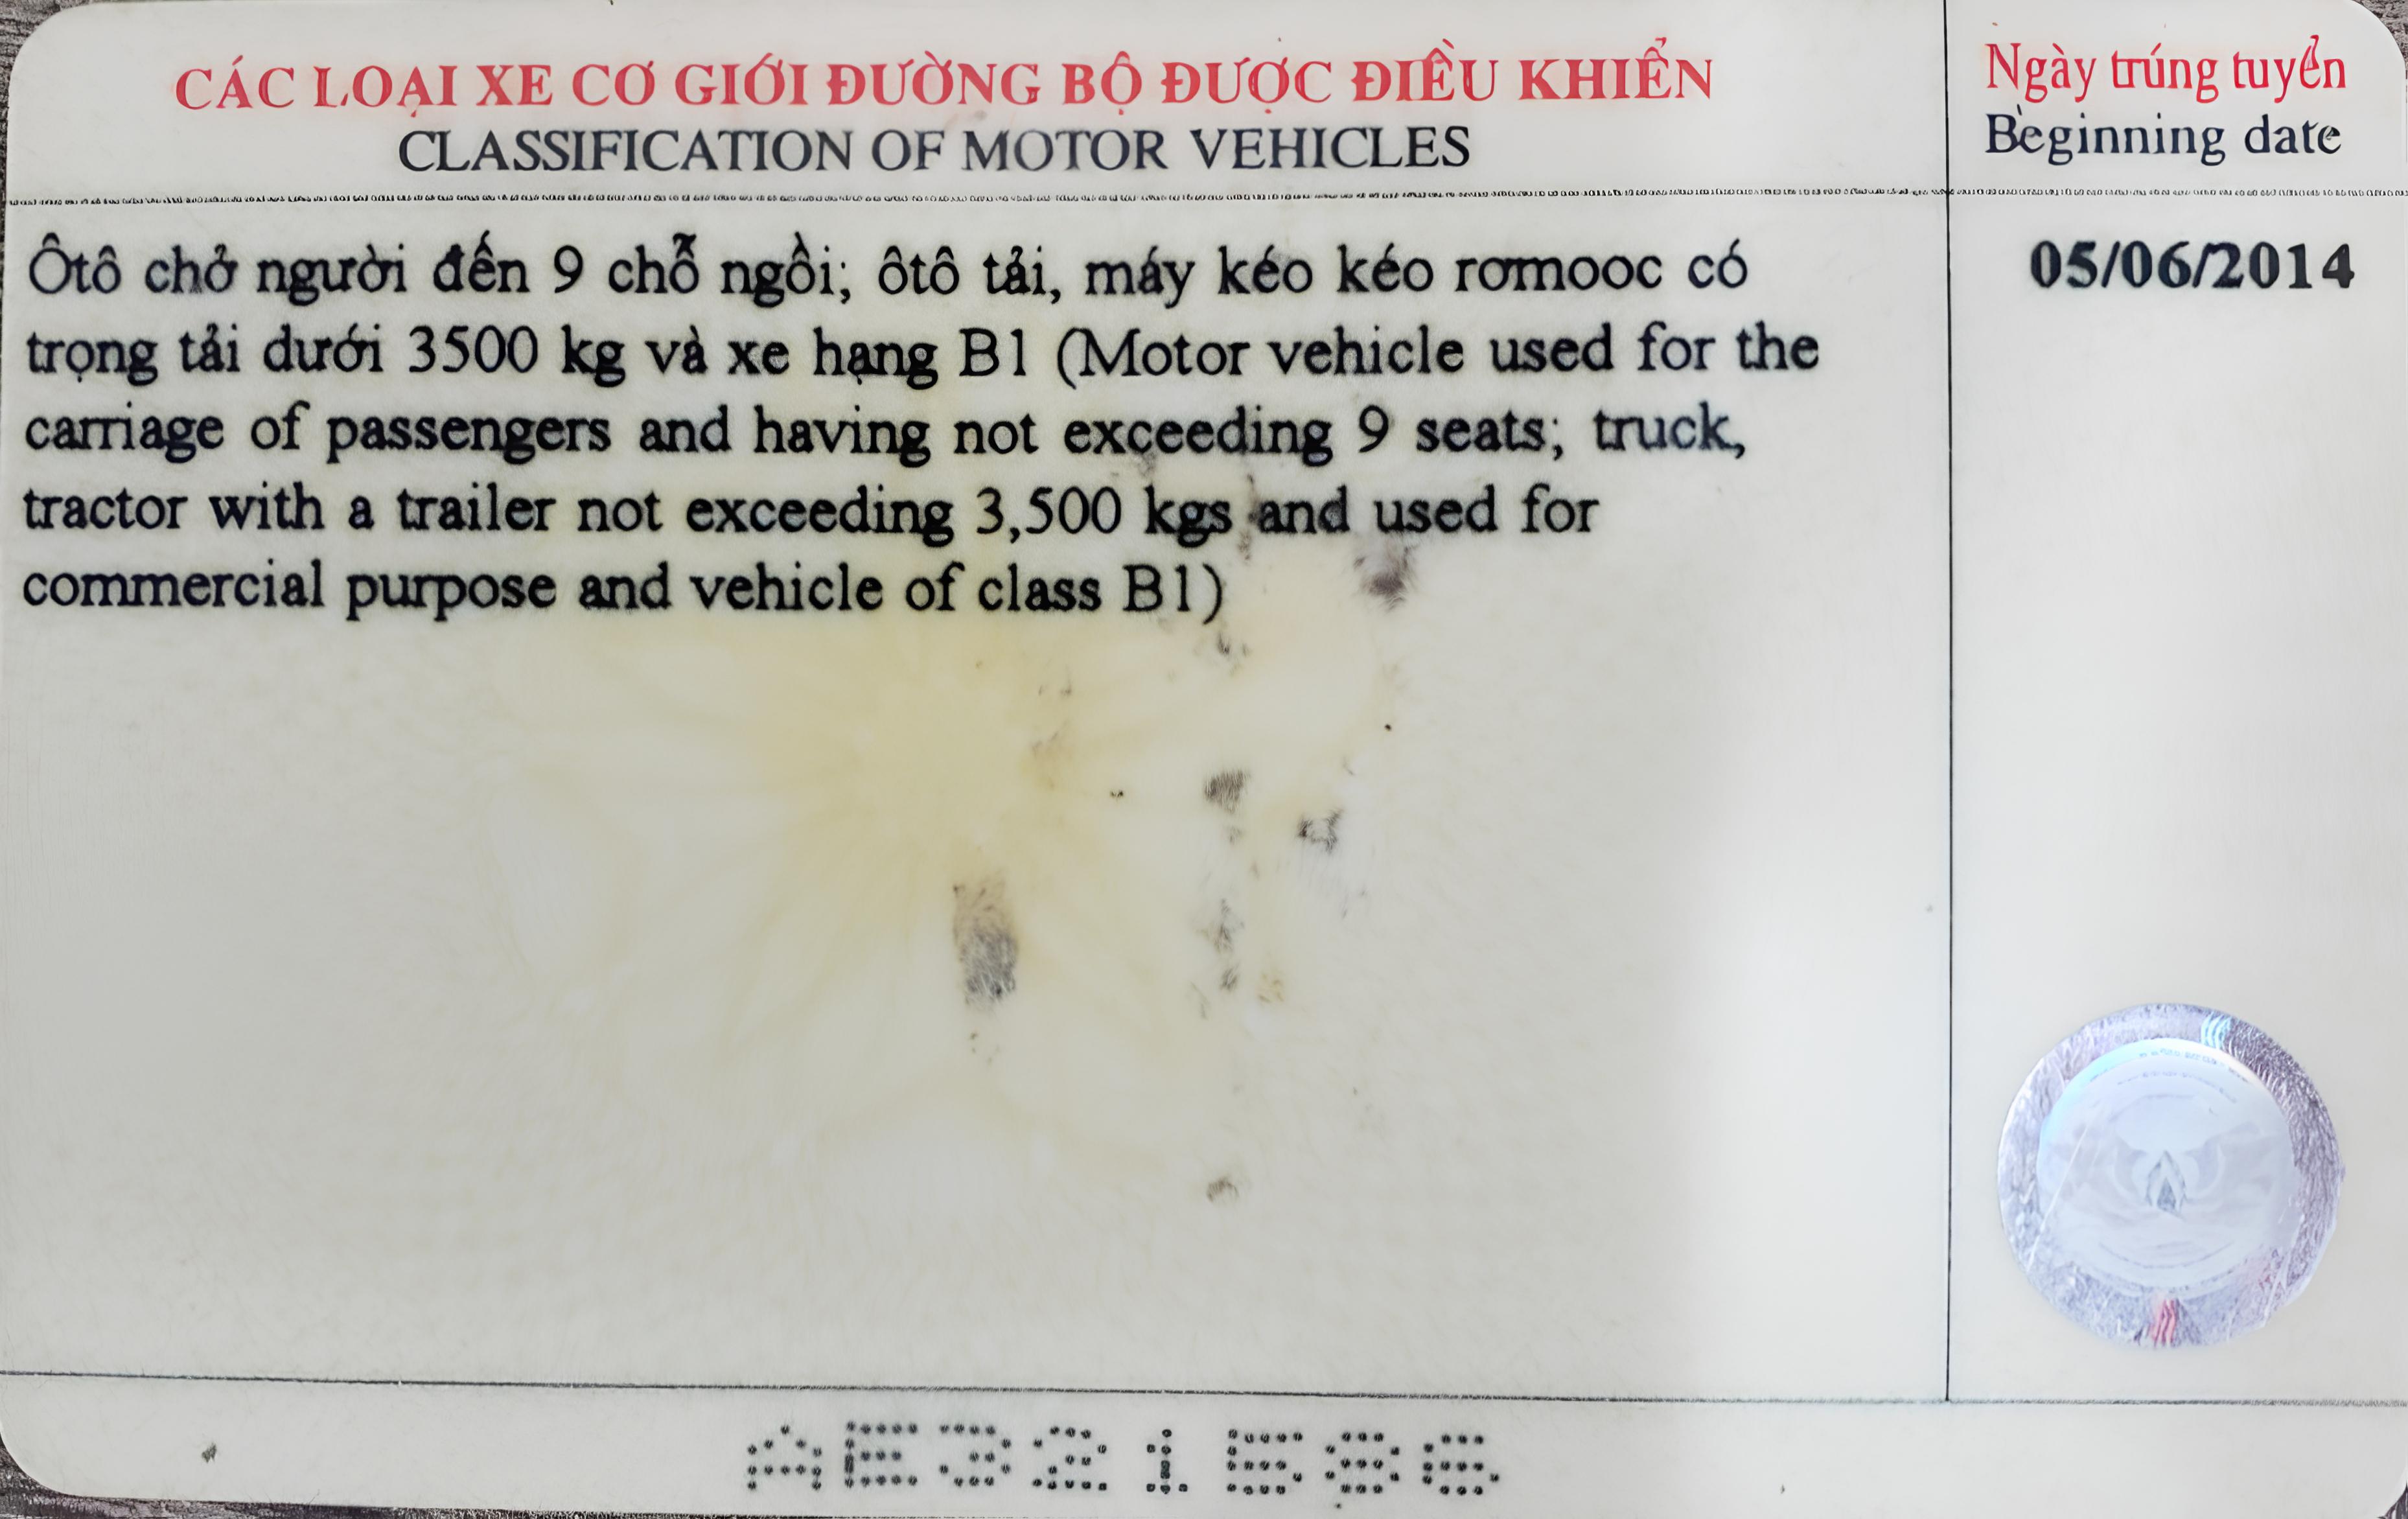 CÁC LOẠI XE CƠ GIỚI ĐƯỜNG BỘ ĐƯỢC ĐIỀU KHIỂN
CLASSIFICATION OF MOTOR VEHICLES
Ngày trúng tuyển
Beginning date
Ôtô chở người đến 9 chỗ ngồi; ôtô tải, máy kéo kéo rơmooc có
trọng tải dưới 3500 kg và xe hạng B1 (Motor vehicle used for the
carriage of passengers and having not exceeding 9 seats; truck,
tractor with a trailer not exceeding 3,500 kgs and used for
commercial purpose and vehicle of class B1)
05/06/2014
AE321586